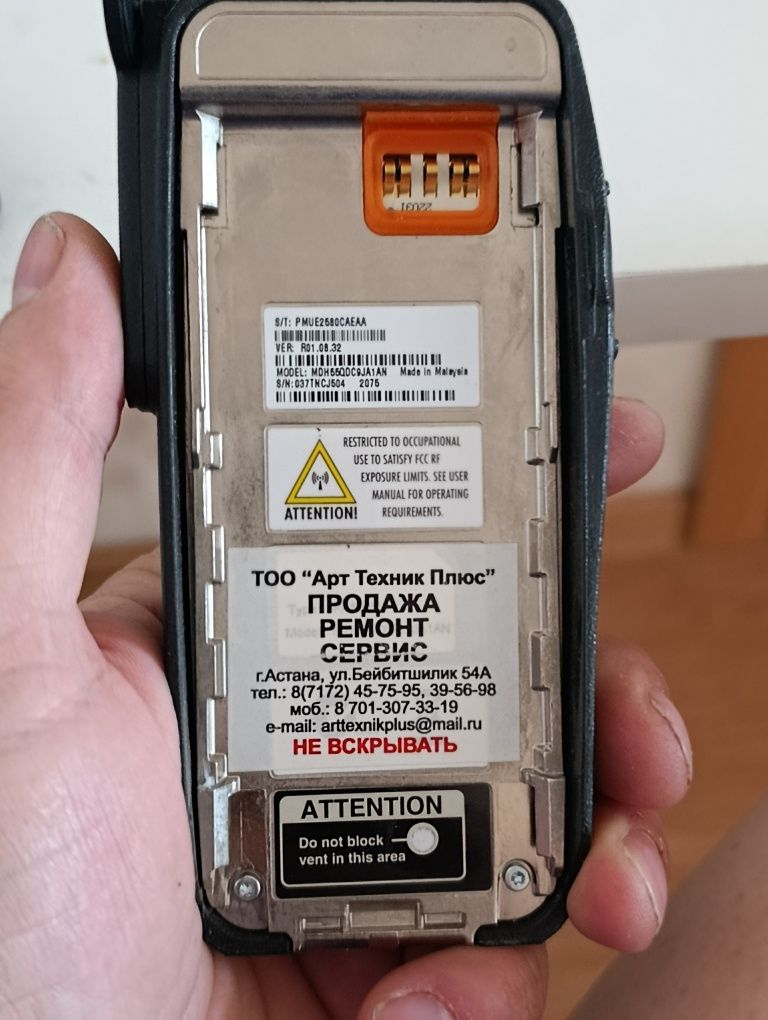 22031
S/T: PMUE2580CAEAA
VER: R01.08.32
MODEL: MDH55QDC9JA1AN Made in Malaysia
S/N: 037TNCJ504 2075
RESTRICTED TO OCCUPATIONAL
USE TO SATISFY FCC RF
EXPOSURE LIMITS. SEE USER
MANUAL FOR OPERATING
REQUIREMENTS.
ATTENTION!
ТОО “Арт Техник Плюс”
ПРОДАЖА
РЕМОНТ
СЕРВИС
г.Астана, ул.Бейбитшилик 54А
тел.: 8(7172) 45-75-95, 39-56-98
моб.: 8 701-307-33-19
e-mail: arttexnikplus@mail.ru
НЕ ВСКРЫВАТЬ
ATTENTION
Do not block
vent in this area